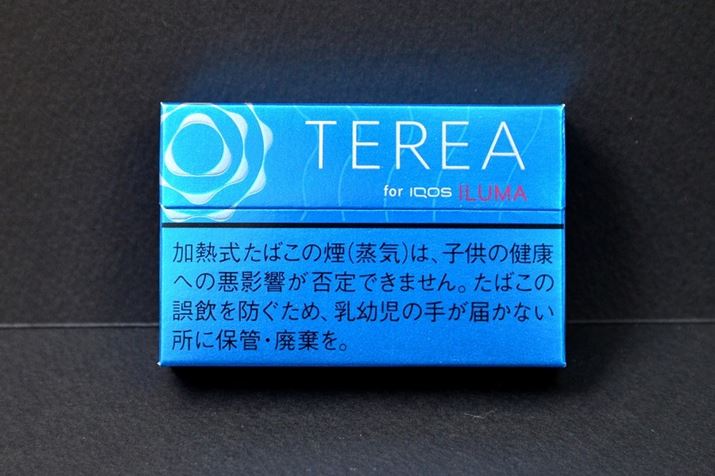 TEREA
for IQOS ILUMA
加熱式たばこの煙(蒸気)は、子供の健康
への悪影響が否定できません。たばこの
誤飲を防ぐため、乳幼児の手が届かない
所に保管・廃棄を。